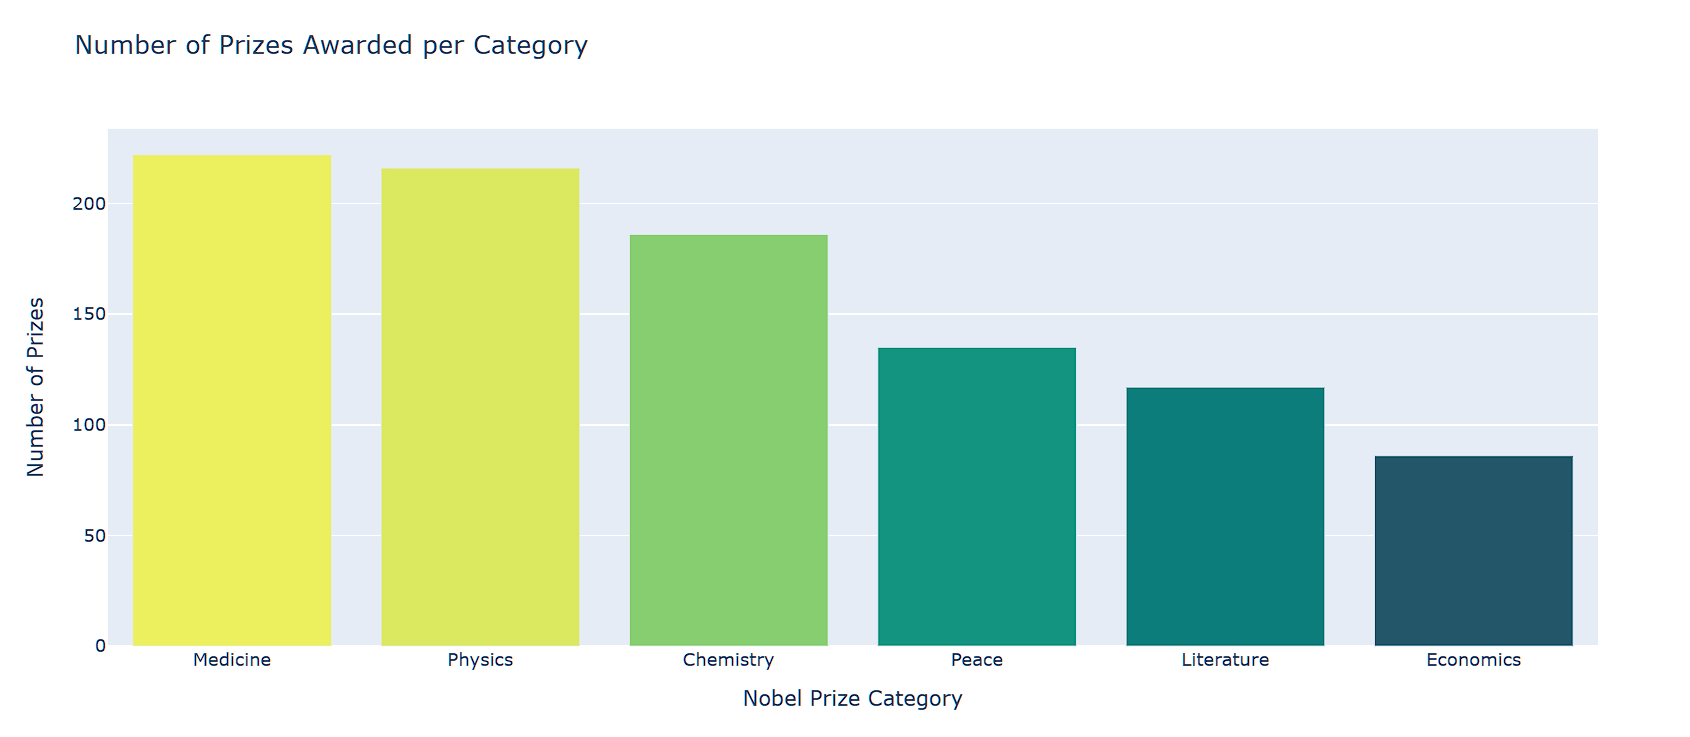 Number of Prizes Awarded per Category
200
150
100
50
0
Number of Prizes
Medicine Physics Chemistry Peace Literature Economics
Nobel Prize Category